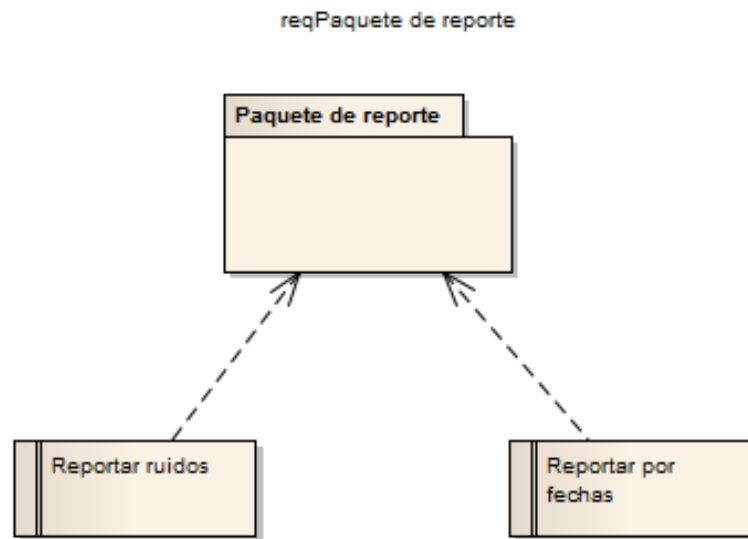 reqPaquete de reporte
Paquete de reporte
Reportar ruidos
Reportar por
fechas